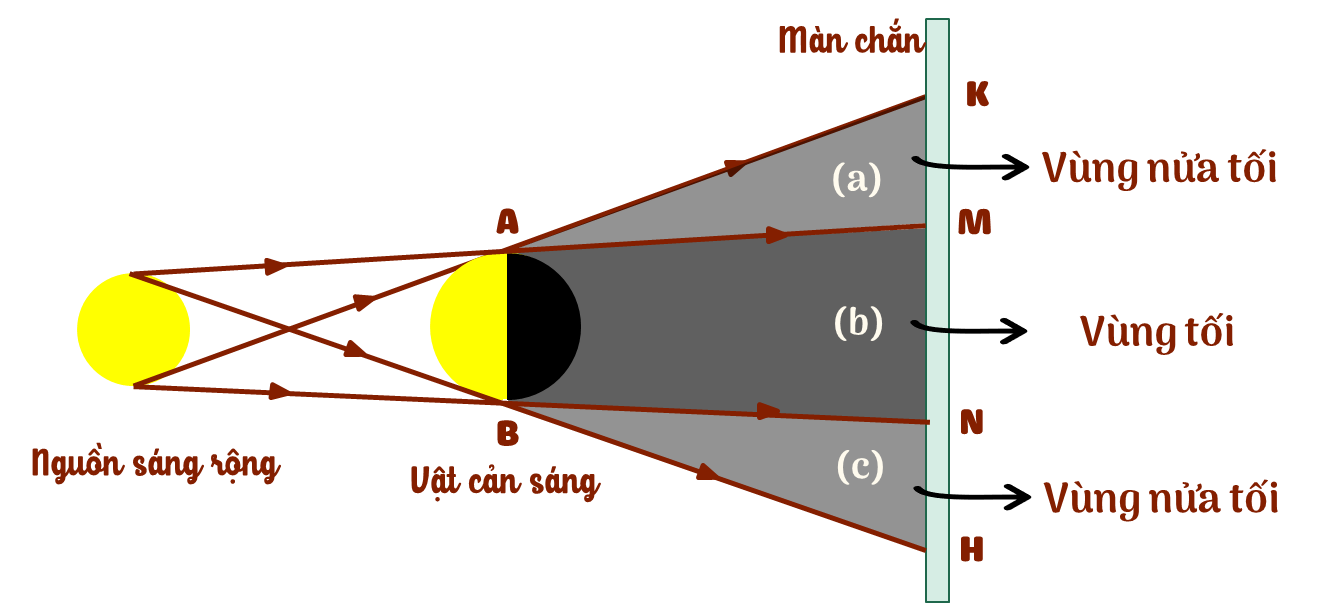 Màn chắn
K
(a)
Vùng nửa tối
A
M
(b)
Vùng tối
B
N
Nguồn sáng rộng
Vật cản sáng
(c)
Vùng nửa tối
H